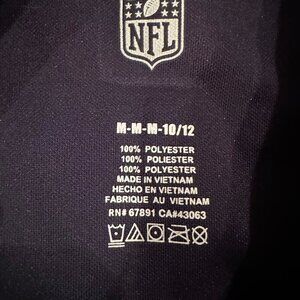 NFL
M-M-M-10/12
100% POLYESTER
100% POLIESTER
100% POLYESTER
MADE IN VIETNAM
HECHO EN VIETNAM
FABRIQUE AU VIETNAM
RN# 67891 CA#43063